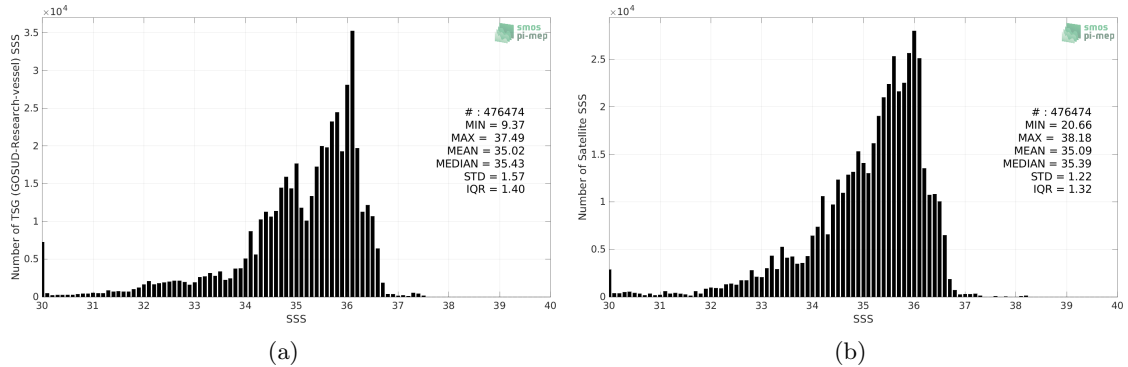 ×10⁴
3.5
3
2.5
2
1.5
1
0.5
0
Number of TSG (GOSUD-Research-vessel) SSS
30 31 32 33 34 35 36 37 38 39 40
SSS
smos
pi-mep
# : 476474
MIN = 9.37
MAX = 37.49
MEAN = 35.02
MEDIAN = 35.43
STD = 1.57
IQR = 1.40
(a)
×10⁴
2.5
2
1.5
1
0.5
0
Number of Satellite SSS
30 31 32 33 34 35 36 37 38 39 40
SSS
smos
pi-mep
# : 476474
MIN = 20.66
MAX = 38.18
MEAN = 35.09
MEDIAN = 35.39
STD = 1.22
IQR = 1.32
(b)